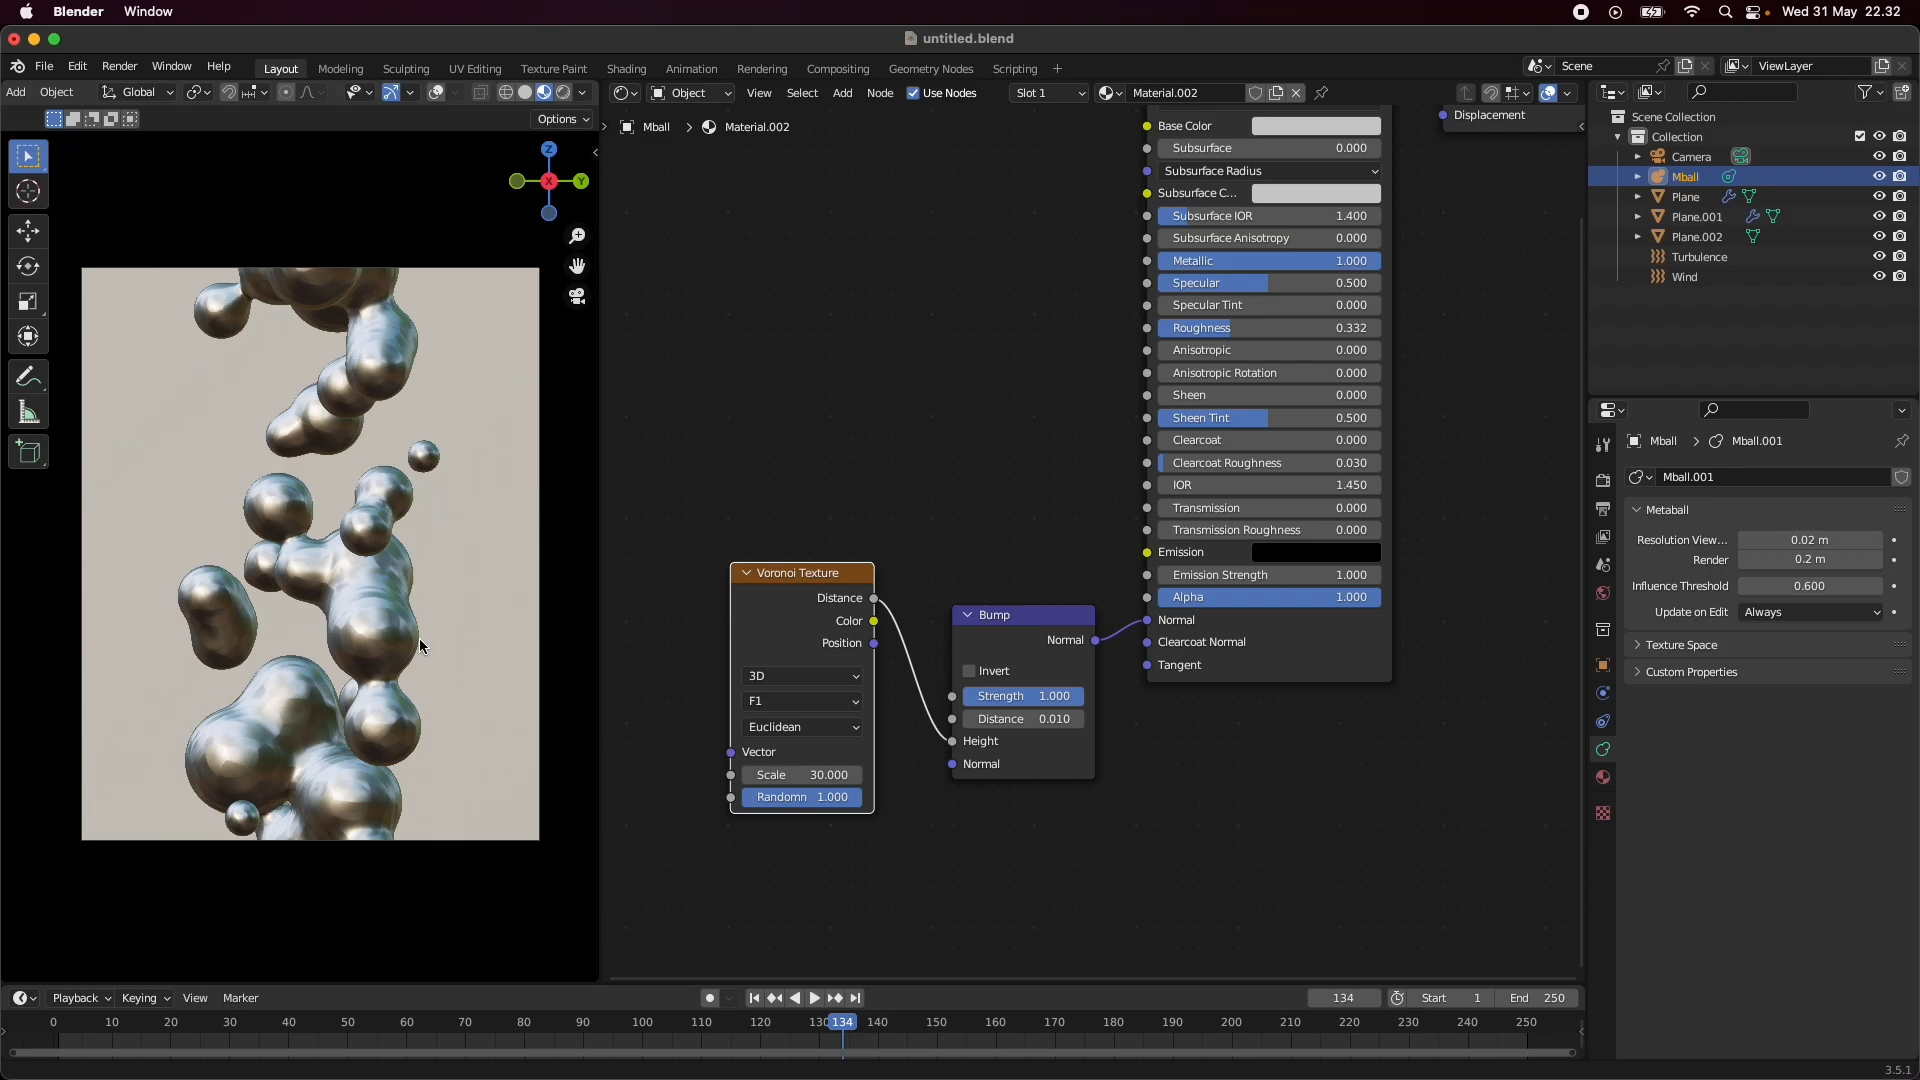 Blender Window Wed 31 May 22.32
untitled.blend
File Edit Render Window Help Layout Modeling Sculpting UV Editing Texture Paint Shading Animation Rendering Compositing Geometry Nodes Scripting + Scene ViewLayer
Add Object Global Object View Select Add Node Use Nodes Slot 1 Material.002
Options
Mball > Material.002
Z
X
Y
Displacement
Base Color
Subsurface 0.000
Subsurface Radius
Subsurface C...
Subsurface IOR 1.400
Subsurface Anisotropy 0.000
Metallic 1.000
Specular 0.500
Specular Tint 0.000
Roughness 0.332
Anisotropic 0.000
Anisotropic Rotation 0.000
Sheen 0.000
Sheen Tint 0.500
Clearcoat 0.000
Clearcoat Roughness 0.030
IOR 1.450
Transmission 0.000
Transmission Roughness 0.000
Emission
Emission Strength 1.000
Alpha 1.000
Normal
Clearcoat Normal
Tangent
Voronoi Texture
Distance
Color
Position
3D
F1
Euclidean
Vector
Scale 30.000
Randomn 1.000
Bump
Normal
Invert
Strength 1.000
Distance 0.010
Height
Normal
Scene Collection
Collection
Camera
Mball
Plane
Plane.001
Plane.002
Turbulence
Wind
Mball > Mball.001
Mball.001
Metaball
Resolution View... 0.02 m
Render 0.2 m
Influence Threshold 0.600
Update on Edit Always
Texture Space
Custom Properties
Playback Keying View Marker 134 Start 1 End 250
0 10 20 30 40 50 60 70 80 90 100 110 120 130 134 140 150 160 170 180 190 200 210 220 230 240 250
3.5.1